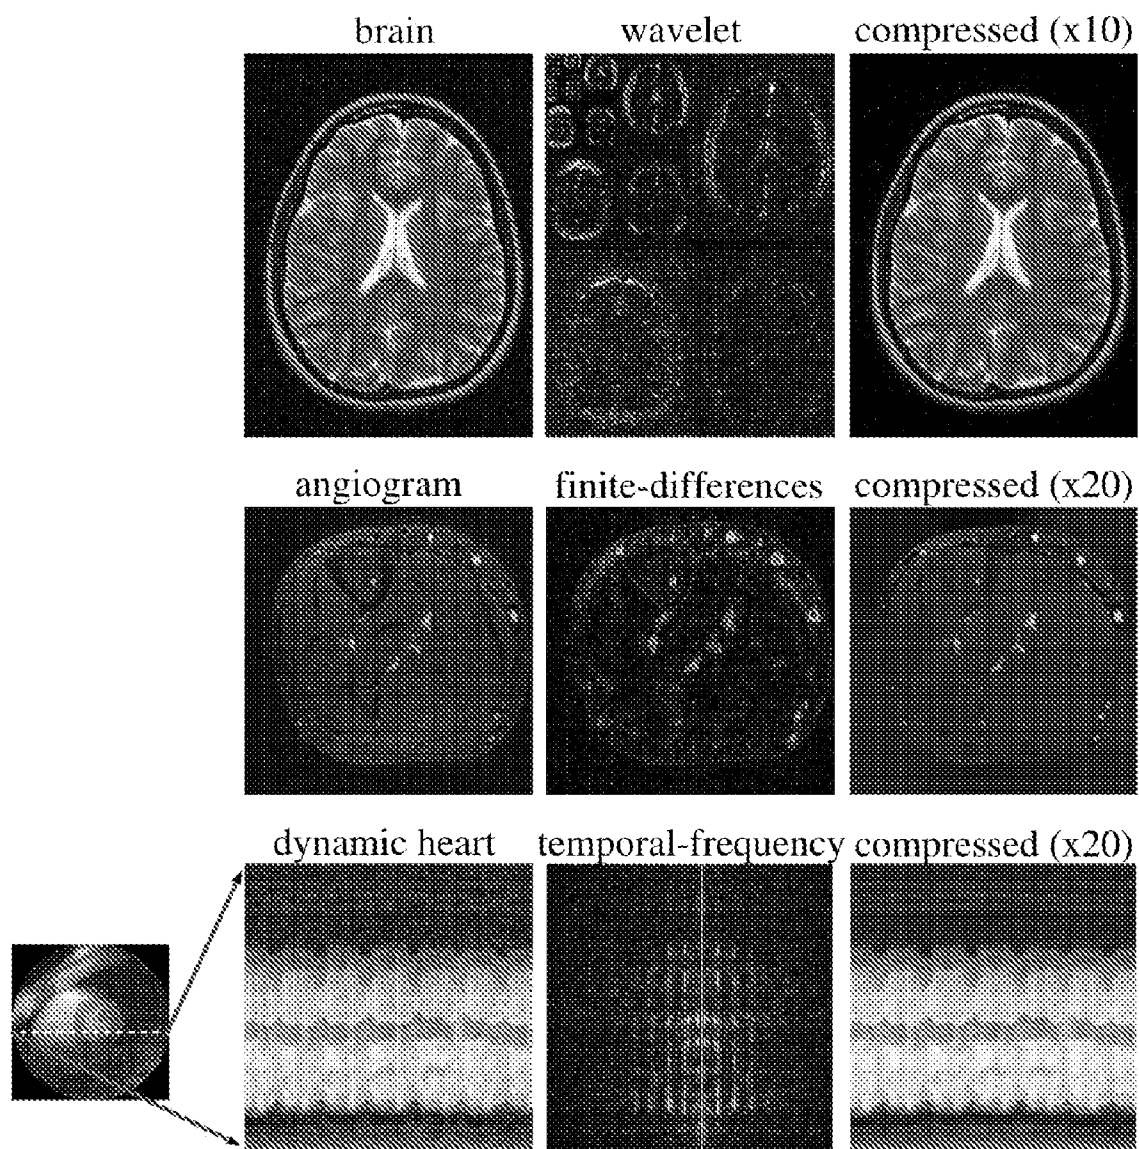 brain wavelet compressed (x10)
angiogram finite-differences compressed (x20)
dynamic heart temporal-frequency compressed (x20)